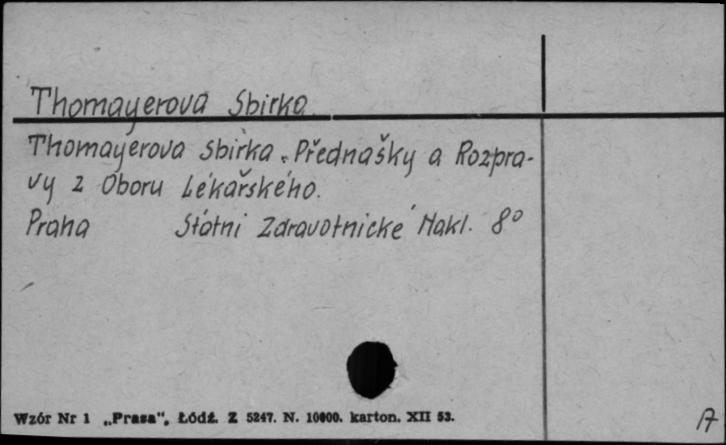 Thomayerova Sbirka
Thomayerova sbirka. Přednašky a Rozpra-
vy z Oboru Lékařského.
Praha Státni Zdravotnické Nakl. 8°
Wzór Nr 1 „Prasa", Łódź. Z 5247. N. 10000. karton. XII 53.
A